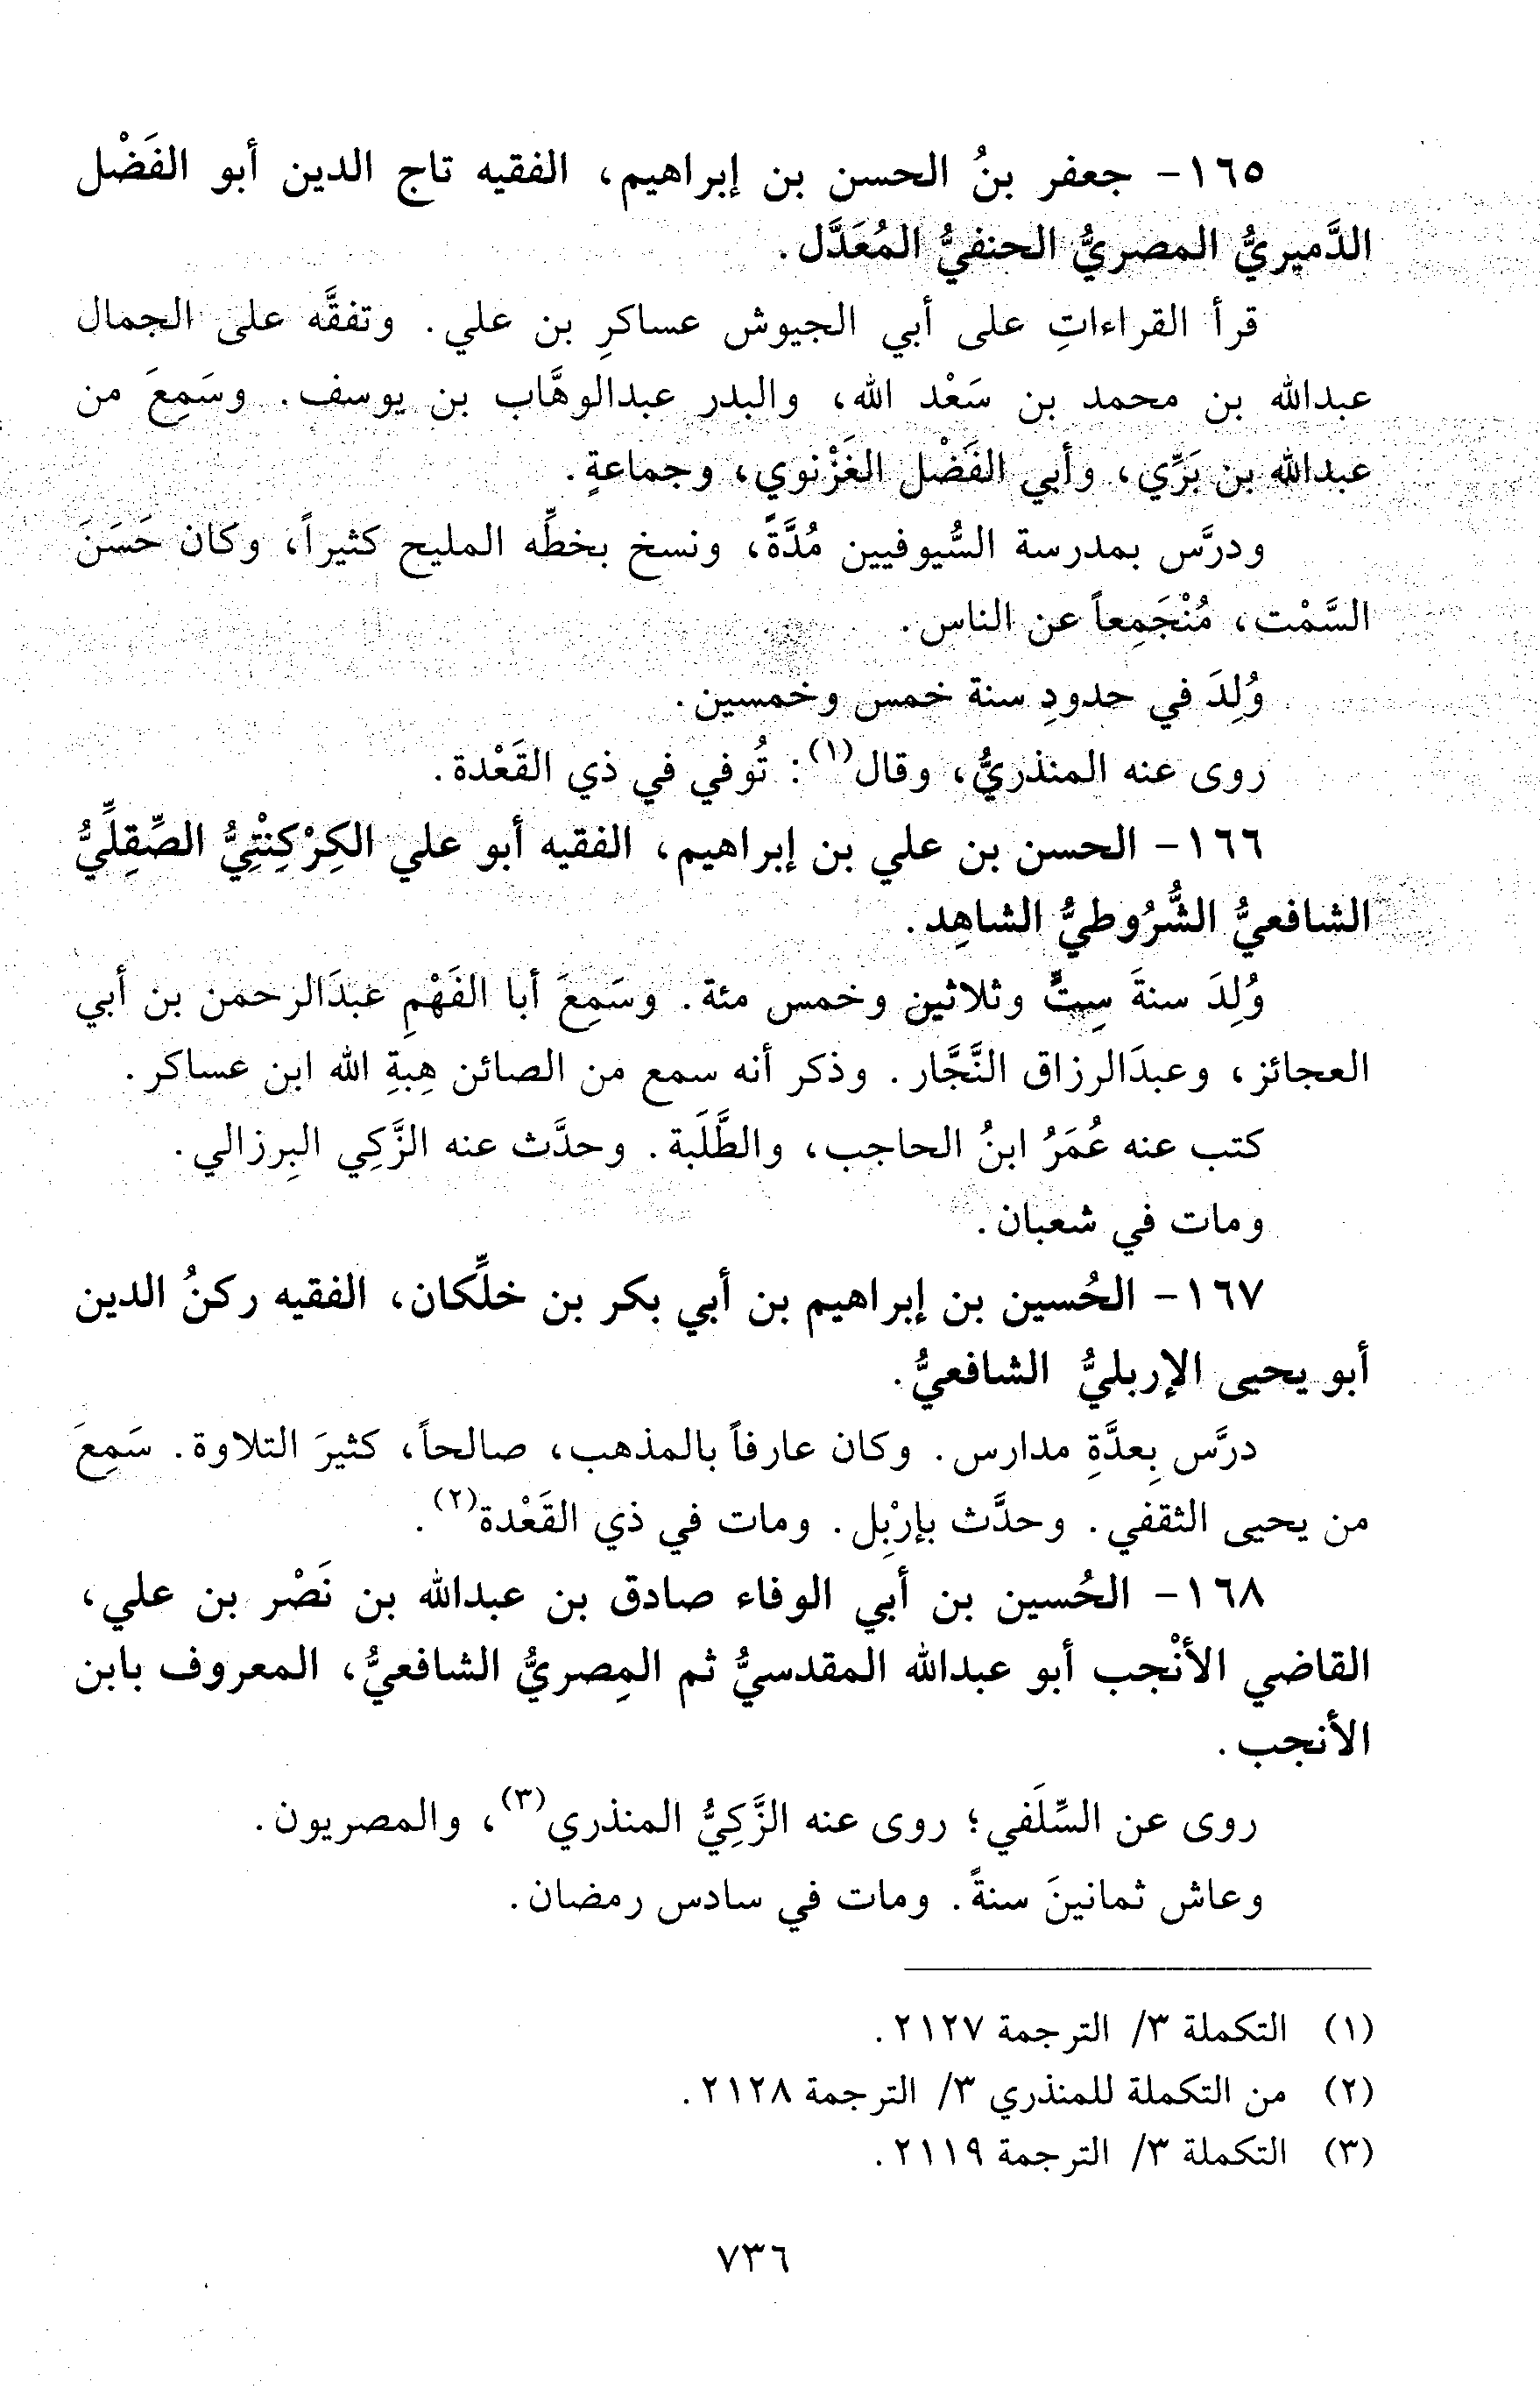 ١٦٥- جعفر بنُ الحسن بن إبراهيم، الفقيه تاج الدين أبو الفَضْل
الدَّميريُّ المصريُّ الحنفيُّ المُعَدَّل.
قرأ القراءاتِ على أبي الجيوش عساكرِ بن علي. وتفقَّه على الجمال
عبدالله بن محمد بن سَعْد الله، والبدر عبدالوهَّاب بن يوسف. وسَمِعَ من
عبدالله بن بَرِّي، وأبي الفَضْل الغَزْنوي، وجماعةٍ.
ودرَّس بمدرسة السُّيوفيين مُدَّةً، ونسخ بخطِّه المليح كثيراً، وكان حَسَنَ
السَّمْت، مُنْجَمِعاً عن الناس.
وُلِدَ في حدودِ سنة خمس وخمسين.
روى عنه المنذريُّ، وقال(١): تُوفي في ذي القَعْدة.
١٦٦- الحسن بن علي بن إبراهيم، الفقيه أبو علي الكِرْكِنْتِيُّ الصِّقِلِّيُّ
الشافعيُّ الشُّرُوطيُّ الشاهِد.
وُلِدَ سنةَ سِتٍّ وثلاثين وخمس مئة. وسَمِعَ أبا الفَهْمِ عبدَالرحمن بن أبي
العجائز، وعبدَالرزاق النَّجَّار. وذكر أنه سمع من الصائن هِبةِ الله ابن عساكر.
كتب عنه عُمَرُ ابنُ الحاجب، والطَّلَبة. وحدَّث عنه الزَّكِي البِرزالي.
ومات في شعبان.
١٦٧- الحُسين بن إبراهيم بن أبي بكر بن خلِّكان، الفقيه ركنُ الدين
أبو يحيى الإربليُّ الشافعيُّ.
درَّس بِعدَّةِ مدارس. وكان عارفاً بالمذهب، صالحاً، كثيرَ التلاوة. سَمِعَ
من يحيى الثقفي. وحدَّث بإرْبِل. ومات في ذي القَعْدة(٢).
١٦٨- الحُسين بن أبي الوفاء صادق بن عبدالله بن نَصْر بن علي،
القاضي الأنْجب أبو عبدالله المقدسيُّ ثم المِصريُّ الشافعيُّ، المعروف بابن
الأنجب.
روى عن السِّلَفي؛ روى عنه الزَّكِيُّ المنذري(٣)، والمصريون.
وعاش ثمانينَ سنةً. ومات في سادس رمضان.
(١) التكملة ٣/ الترجمة ٢١٢٧.
(٢) من التكملة للمنذري ٣/ الترجمة ٢١٢٨.
(٣) التكملة ٣/ الترجمة ٢١١٩.
٧٣٦